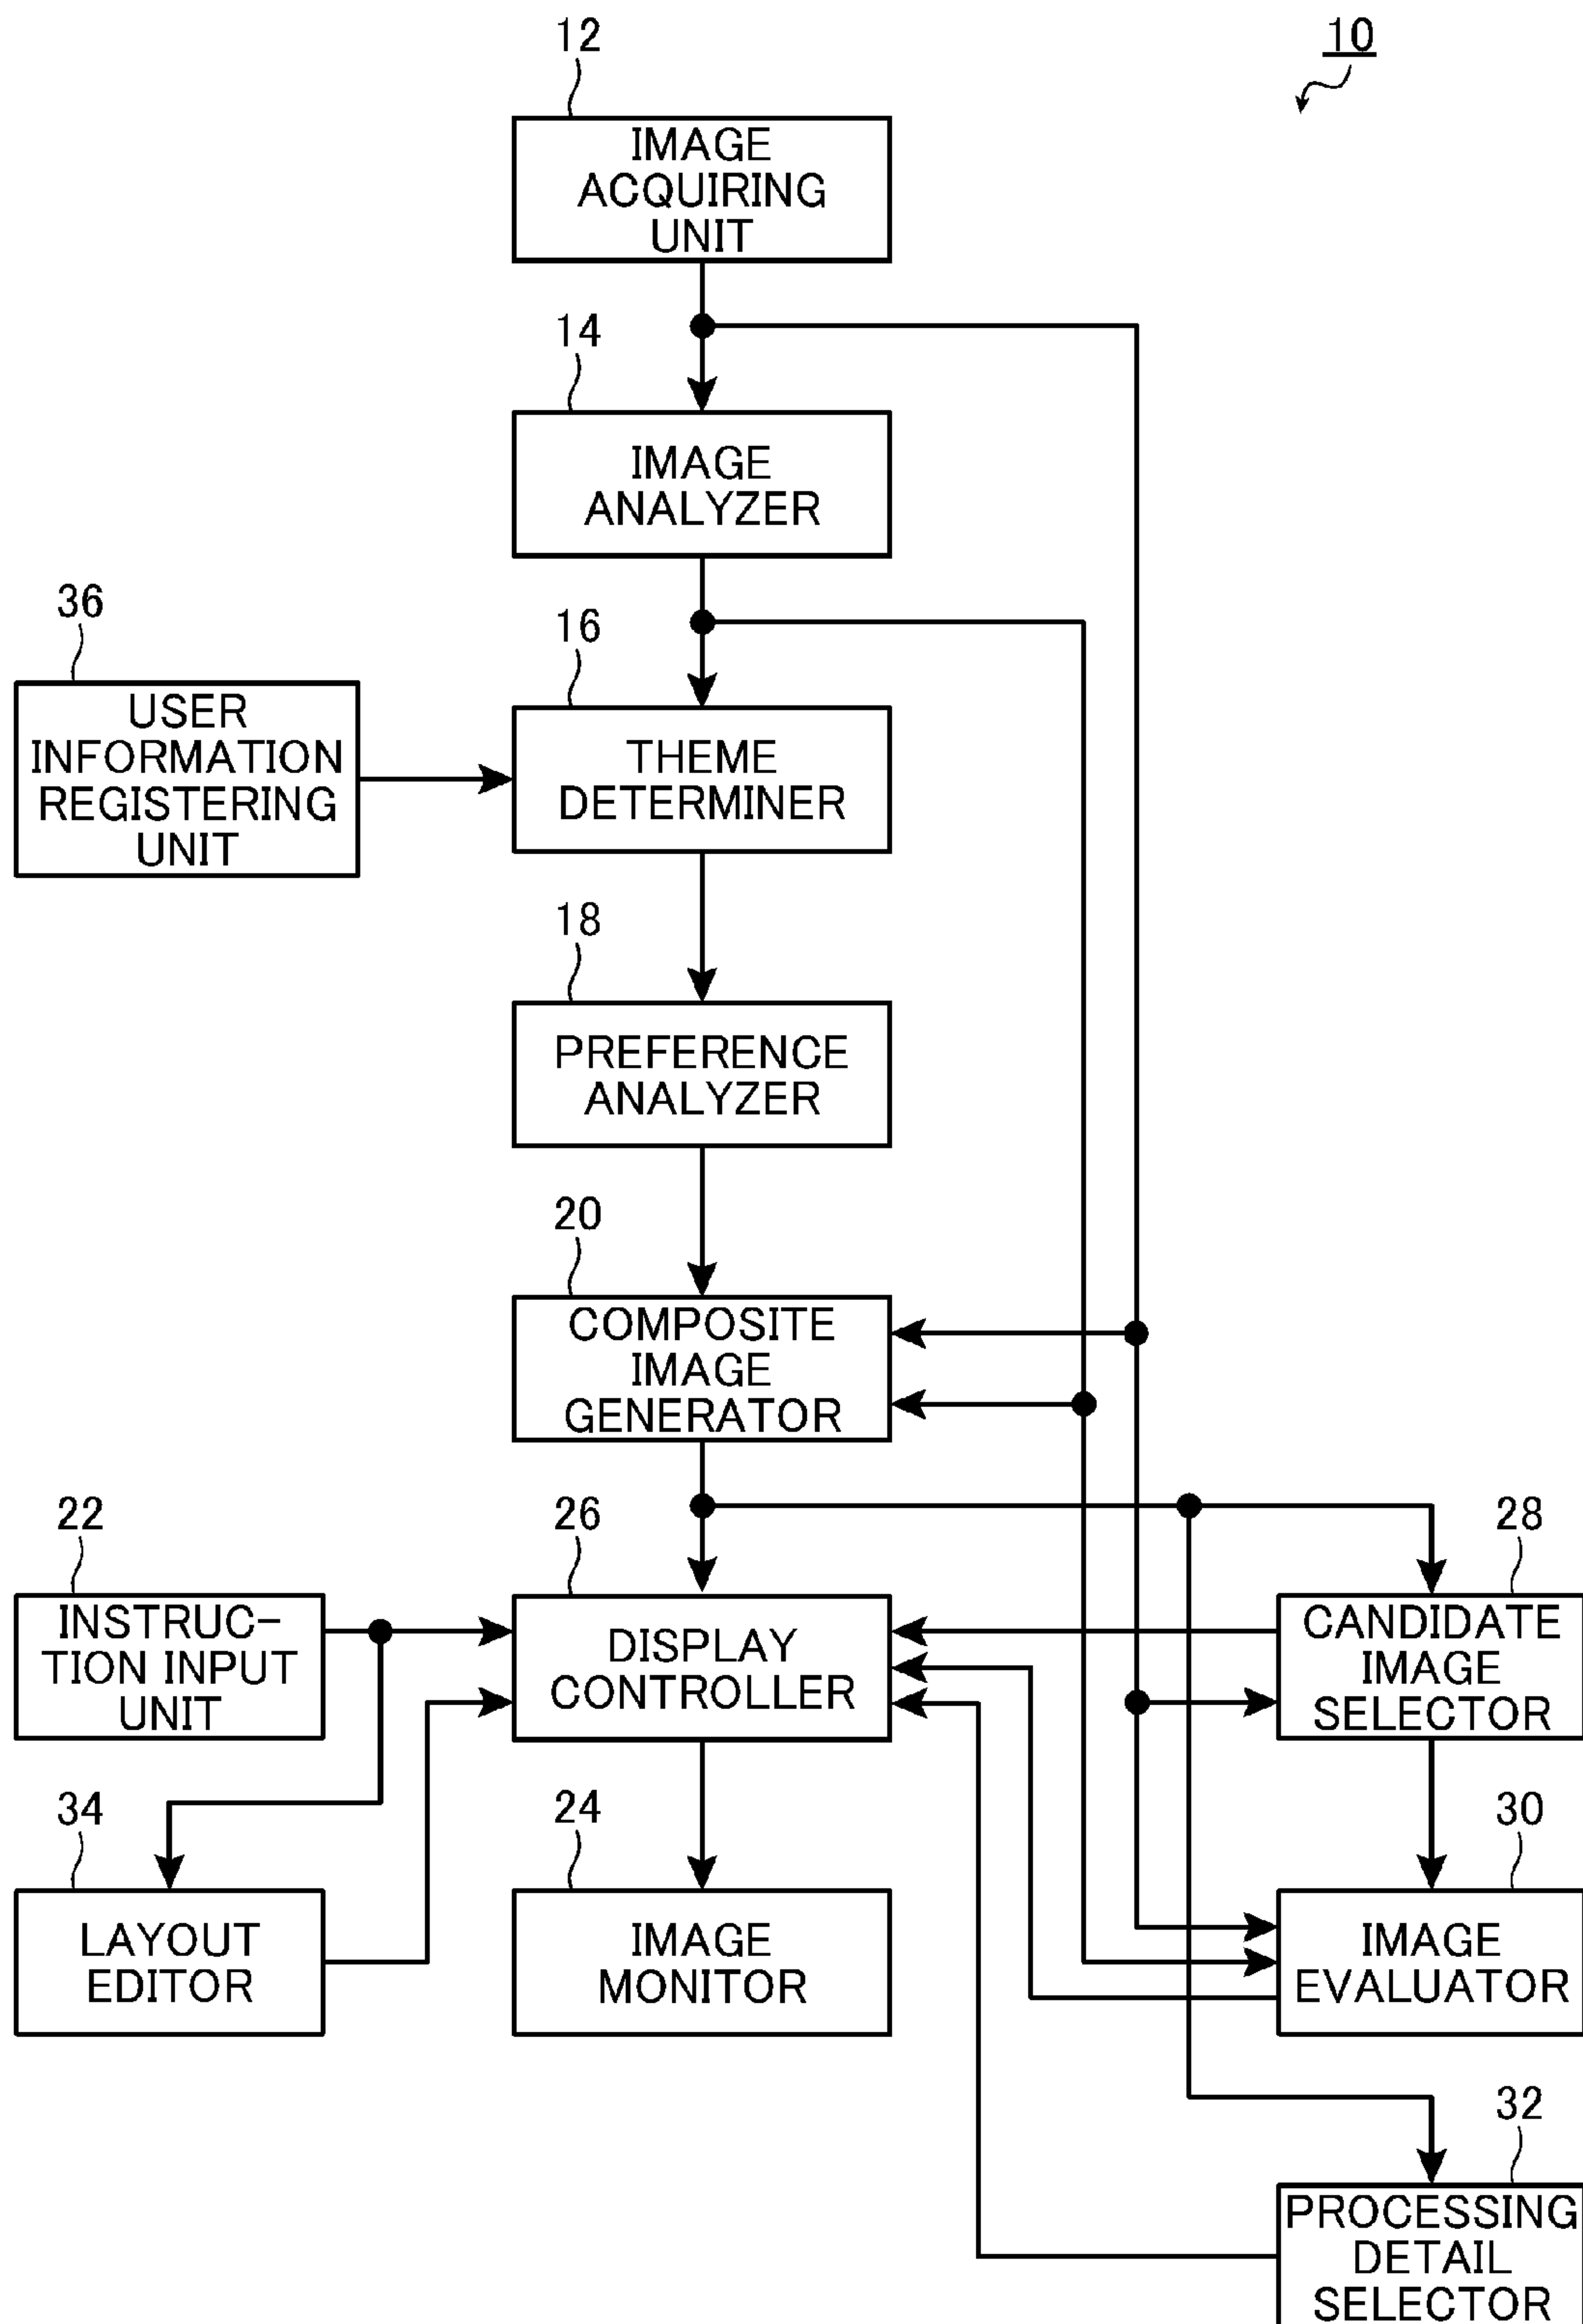 12
10
IMAGE
ACQUIRING
UNIT
14
IMAGE
ANALYZER
36
16
USER
INFORMATION
REGISTERING
UNIT
THEME
DETERMINER
18
PREFERENCE
ANALYZER
20
COMPOSITE
IMAGE
GENERATOR
22
26
28
INSTRUC-
TION INPUT
UNIT
DISPLAY
CONTROLLER
CANDIDATE
IMAGE
SELECTOR
34
24
30
LAYOUT
EDITOR
IMAGE
MONITOR
IMAGE
EVALUATOR
32
PROCESSING
DETAIL
SELECTOR